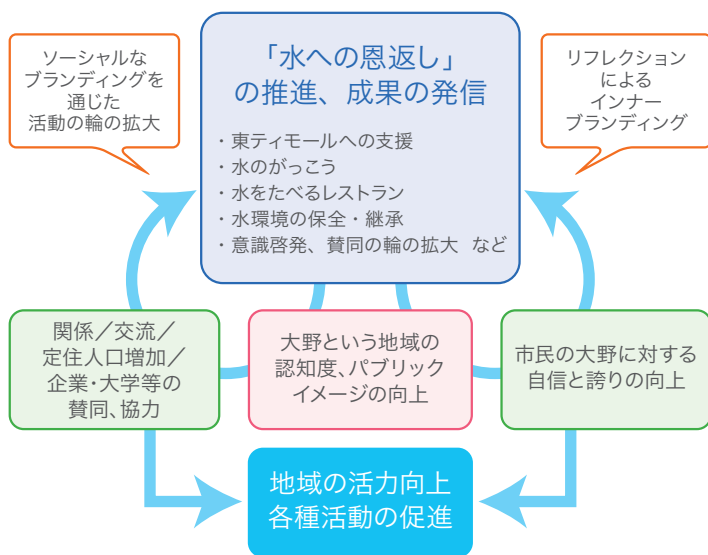 ソーシャルな
ブランディングを
通じた
活動の輪の拡大
「水への恩返し」
の推進、成果の発信
・東ティモールへの支援
・水のがっこう
・水をたべるレストラン
・水環境の保全・継承
・意識啓発、賛同の輪の拡大 など
リフレクション
による
インナー
ブランディング
関係／交流／
定住人口増加／
企業・大学等の
賛同、協力
大野という地域の
認知度、パブリック
イメージの向上
市民の大野に対する
自信と誇りの向上
地域の活力向上
各種活動の促進